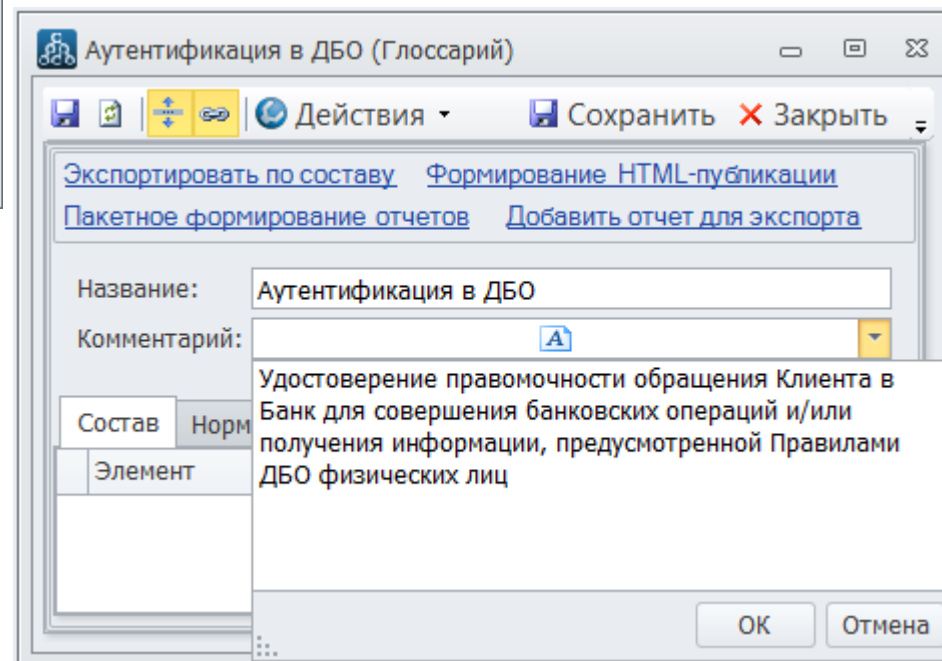 Аутентификация в ДБО (Глоссарий)
Действия Сохранить Закрыть
Экспортировать по составу Формирование HTML-публикации
Пакетное формирование отчетов Добавить отчет для экспорта
Название: Аутентификация в ДБО
Комментарий: A
Удостоверение правомочности обращения Клиента в
Банк для совершения банковских операций и/или
получения информации, предусмотренной Правилами
ДБО физических лиц
Состав Норм
Элемент
ОК Отмена